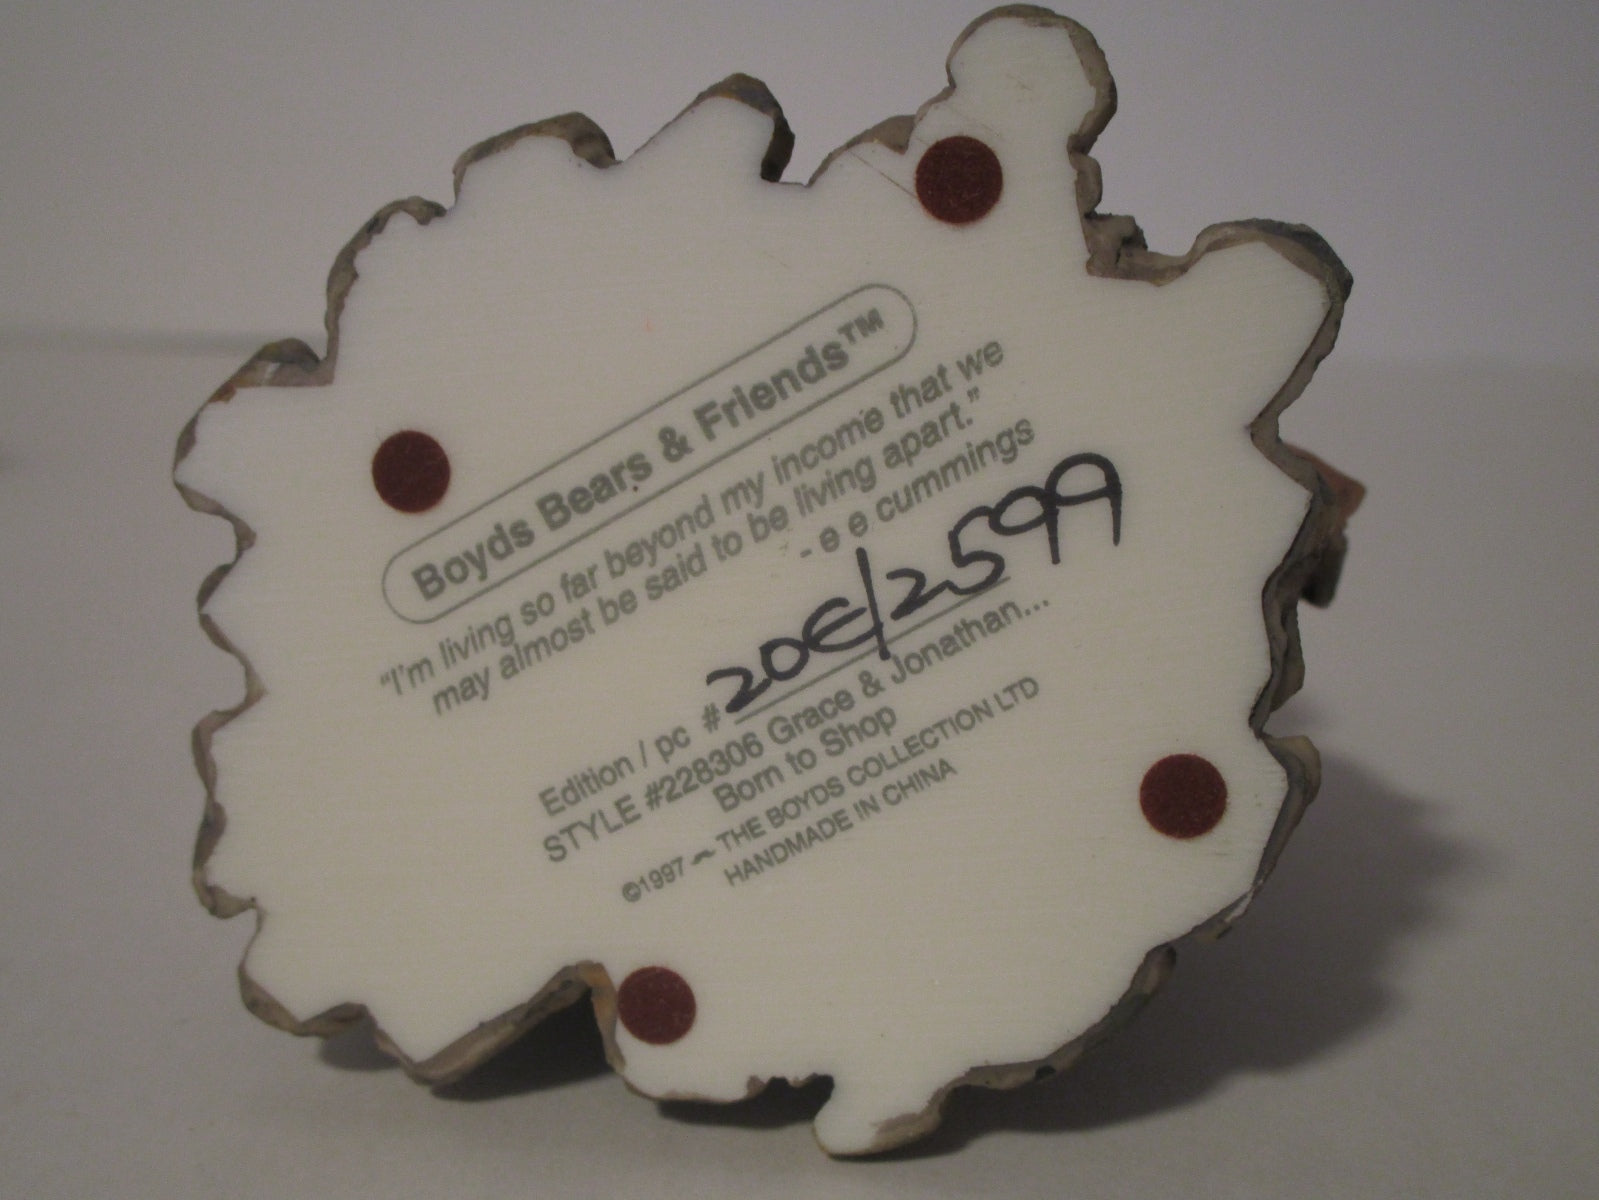 Boyds Bears & Friends™
"I'm living so far beyond my income that we
may almost be said to be living apart."
- e e cummings
Edition / pc # 20E/2599
STYLE #228306 Grace & Jonathan...
Born to Shop
©1997 THE BOYDS COLLECTION LTD
HANDMADE IN CHINA